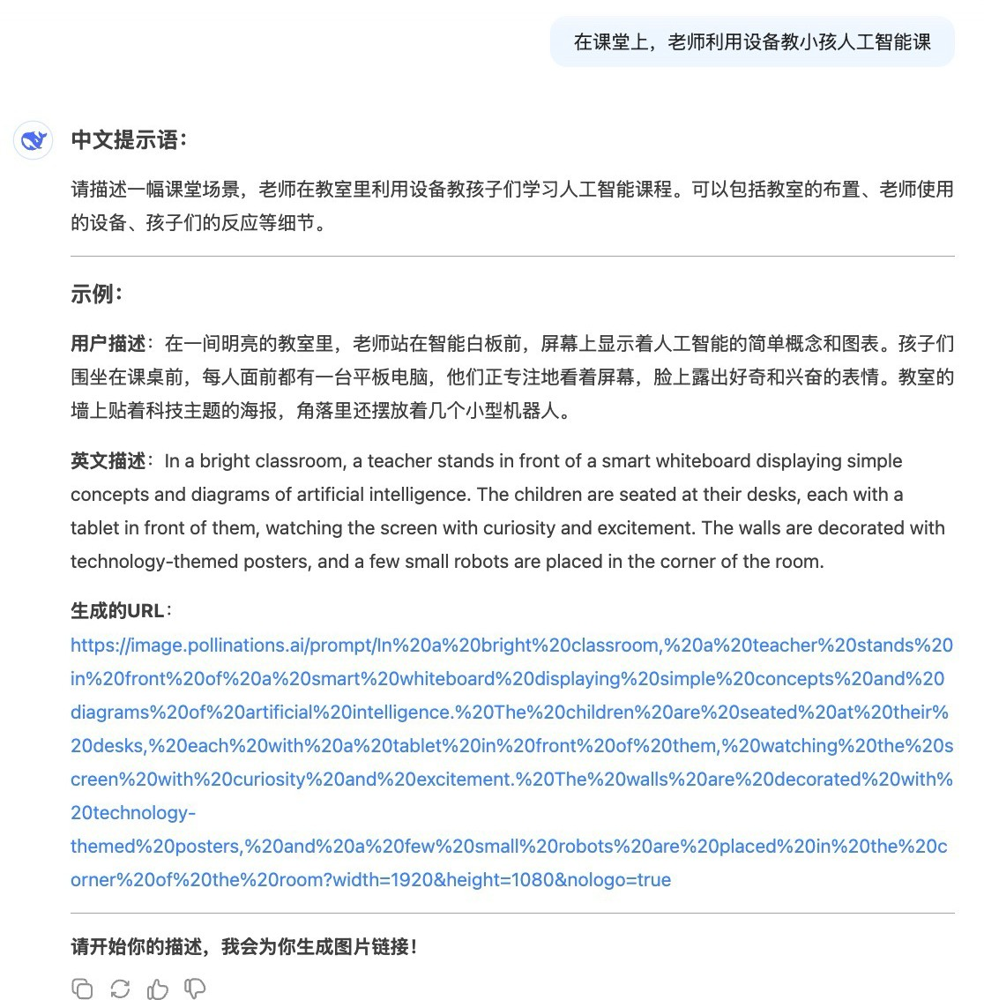 在课堂上，老师利用设备教小孩人工智能课
中文提示语：
请描述一幅课堂场景，老师在教室里利用设备教孩子们学习人工智能课程。可以包括教室的布置、老师使用
的设备、孩子们的反应等细节。
示例：
用户描述：在一间明亮的教室里，老师站在智能白板前，屏幕上显示着人工智能的简单概念和图表。孩子们
围坐在课桌前，每人面前都有一台平板电脑，他们正专注地看着屏幕，脸上露出好奇和兴奋的表情。教室的
墙上贴着科技主题的海报，角落里还摆放着几个小型机器人。
英文描述：In a bright classroom, a teacher stands in front of a smart whiteboard displaying simple
concepts and diagrams of artificial intelligence. The children are seated at their desks, each with a
tablet in front of them, watching the screen with curiosity and excitement. The walls are decorated with
technology-themed posters, and a few small robots are placed in the corner of the room.
生成的URL：
https://image.pollinations.ai/prompt/In%20a%20bright%20classroom,%20a%20teacher%20stands%20
in%20front%20of%20a%20smart%20whiteboard%20displaying%20simple%20concepts%20and%20
diagrams%20of%20artificial%20intelligence.%20The%20children%20are%20seated%20at%20their%
20desks,%20each%20with%20a%20tablet%20in%20front%20of%20them,%20watching%20the%20s
creen%20with%20curiosity%20and%20excitement.%20The%20walls%20are%20decorated%20with%
20technology-
themed%20posters,%20and%20a%20few%20small%20robots%20are%20placed%20in%20the%20c
orner%20of%20the%20room?width=1920&height=1080&nologo=true
请开始你的描述，我会为你生成图片链接！